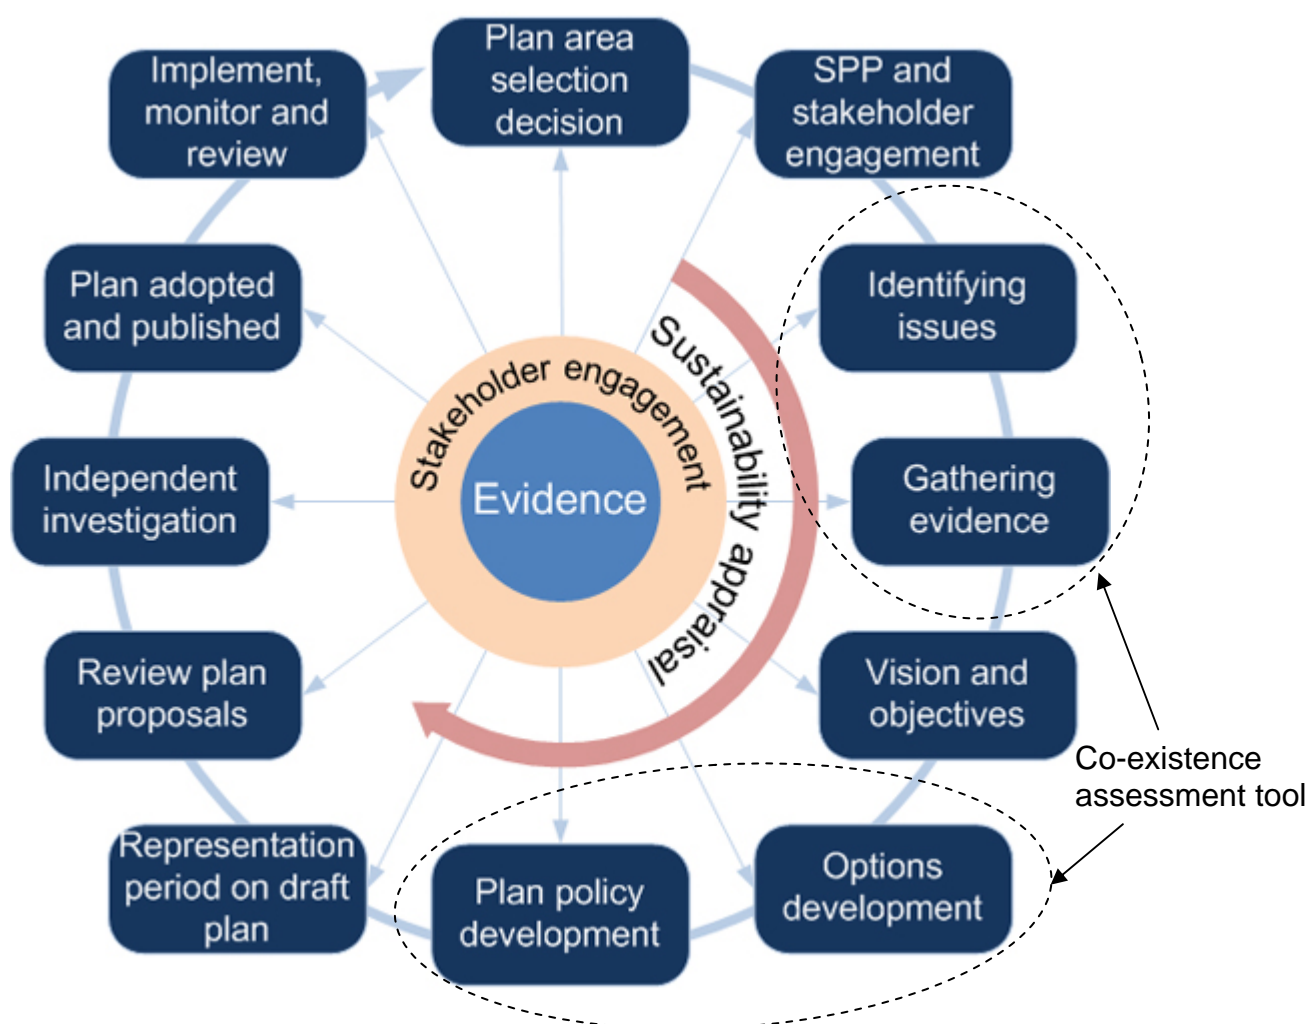 Plan area
selection
decision
SPP and
stakeholder
engagement
Identifying
issues
Gathering
evidence
Vision and
objectives
Options
development
Plan policy
development
Representation
period on draft
plan
Review plan
proposals
Independent
investigation
Plan adopted
and published
Implement,
monitor and
review
Stakeholder engagement
Evidence
Sustainability appraisal
Co-existence
assessment tool